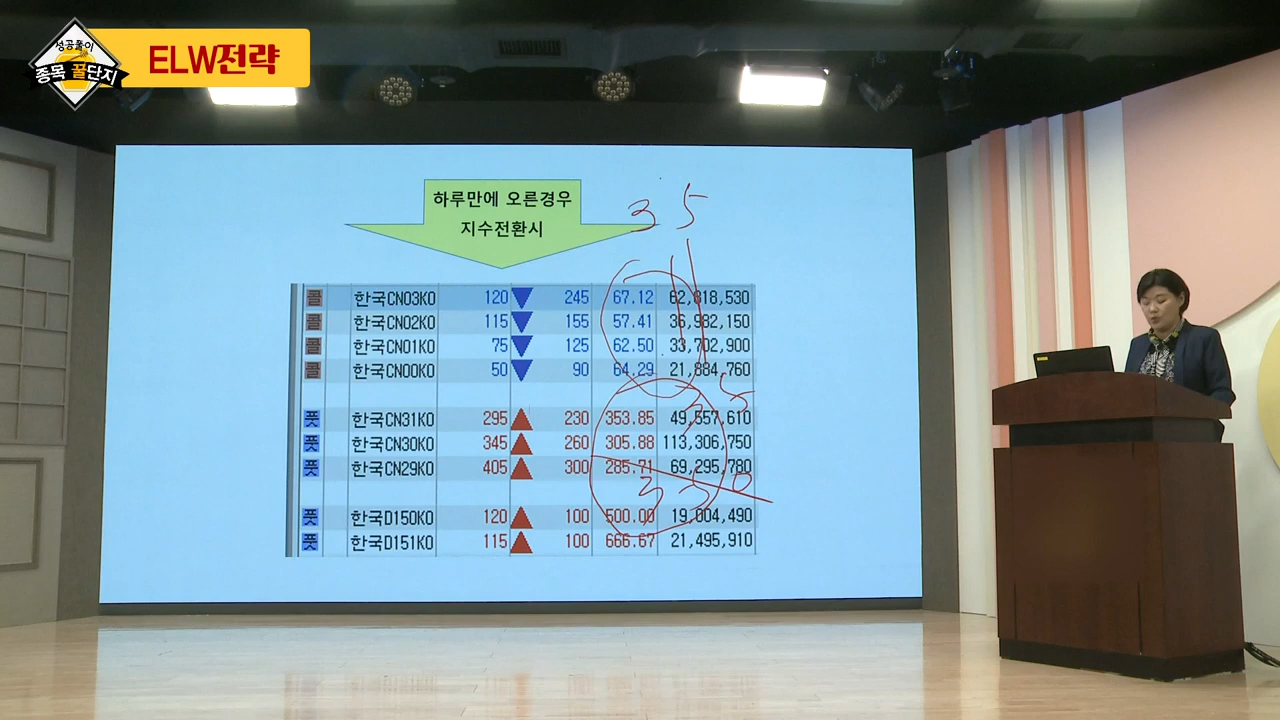 성공풀이
종목 꿀단지
ELW전략
하루만에 오른경우
지수전환시
3 5
콜 한국CN03KO 120 ▼ 245 67.12 62,818,530
콜 한국CN02KO 115 ▼ 155 57.41 36,982,150
콜 한국CN01KO 75 ▼ 125 62.50 33,702,900
콜 한국CN00KO 50 ▼ 90 64.29 21,884,760
풋 한국CN31KO 295 ▲ 230 353.85 49,557,610
풋 한국CN30KO 345 ▲ 260 305.88 113,306,750
풋 한국CN29KO 405 ▲ 300 285.71 69,295,780
풋 한국D150KO 120 ▲ 100 500.00 19,604,490
풋 한국D151KO 115 ▲ 100 666.67 21,495,910